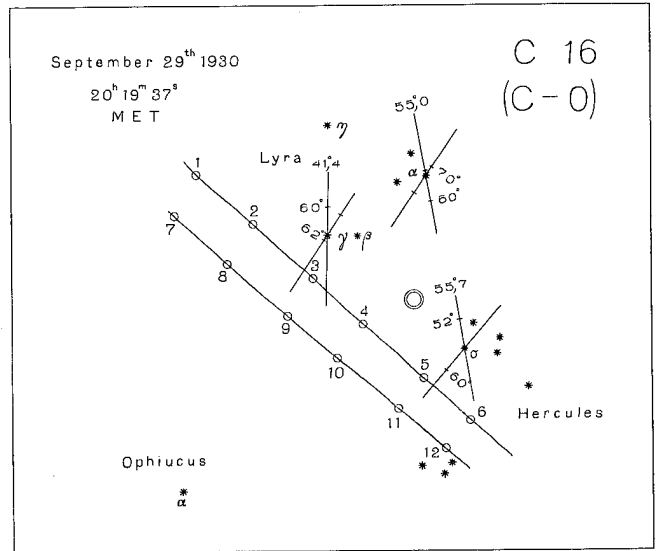 September 29th 1930
20h 19m 37s
MET
C 16
(C-0)
η
Lyra
41°,4
60°
62°
γ
β
55°,0
α
70°
60°
55°,7
52°
σ
60°
Hercules
1
2
3
4
5
6
7
8
9
10
11
12
Ophiucus
α